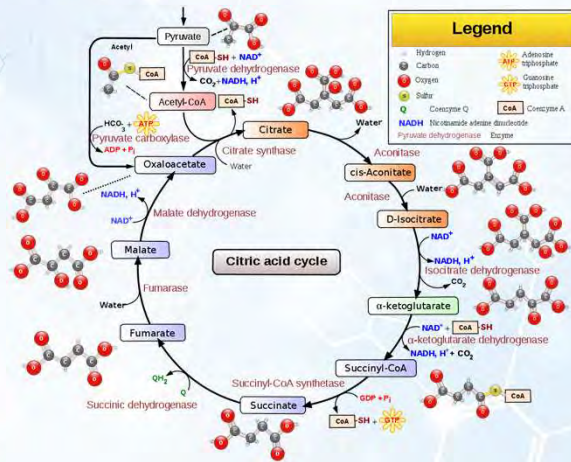 Legend
Hydrogen
Carbon
Oxygen
Sulfur
Q Coenzyme Q
NADH Nicotinamide adenine dinucleotide
Pyruvate dehydrogenase Enzyme
ATP Adenosine triphosphate
GTP Guanosine triphosphate
CoA Coenzyme A
Pyruvate
CoA-SH + NAD⁺
Pyruvate dehydrogenase
CO₂ + NADH, H⁺
Acetyl
S CoA
Acetyl-CoA
CoA-SH
HCO₃⁻ + ATP
Pyruvate carboxylase
ADP + Pᵢ
Oxaloacetate
Citrate
Citrate synthase
Water
Water
Aconitase
cis-Aconitate
Aconitase
Water
D-Isocitrate
NAD⁺
NADH, H⁺
Isocitrate dehydrogenase
CO₂
α-ketoglutarate
NAD⁺ + CoA-SH
α-ketoglutarate dehydrogenase
NADH, H⁺ + CO₂
Succinyl-CoA
S CoA
Succinyl-CoA synthetase
GDP + Pᵢ
CoA-SH + GTP
Succinate
Succinic dehydrogenase
Q
QH₂
Fumarate
Fumarase
Water
Malate
Malate dehydrogenase
NAD⁺
NADH, H⁺
Citric acid cycle